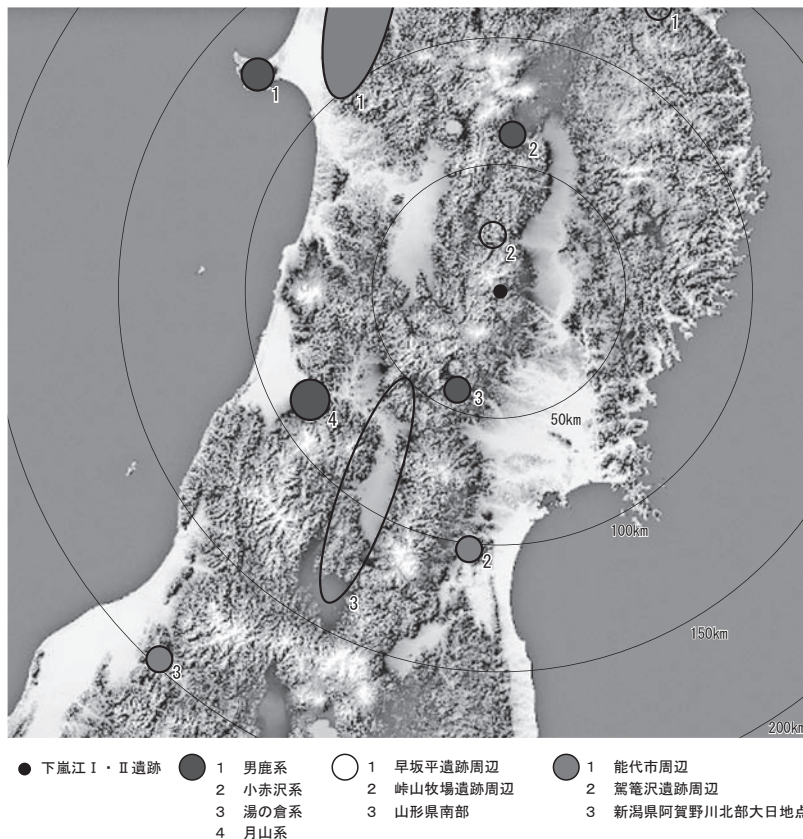 1
1
1
2
2
3
50km
4
100km
2
3
150km
3
200km
下嵐江Ⅰ・Ⅱ遺跡
1 男鹿系
2 小赤沢系
3 湯の倉系
4 月山系
1 早坂平遺跡周辺
2 峠山牧場遺跡周辺
3 山形県南部
1 能代市周辺
2 鴐篭沢遺跡周辺
3 新潟県阿賀野川北部大日地点